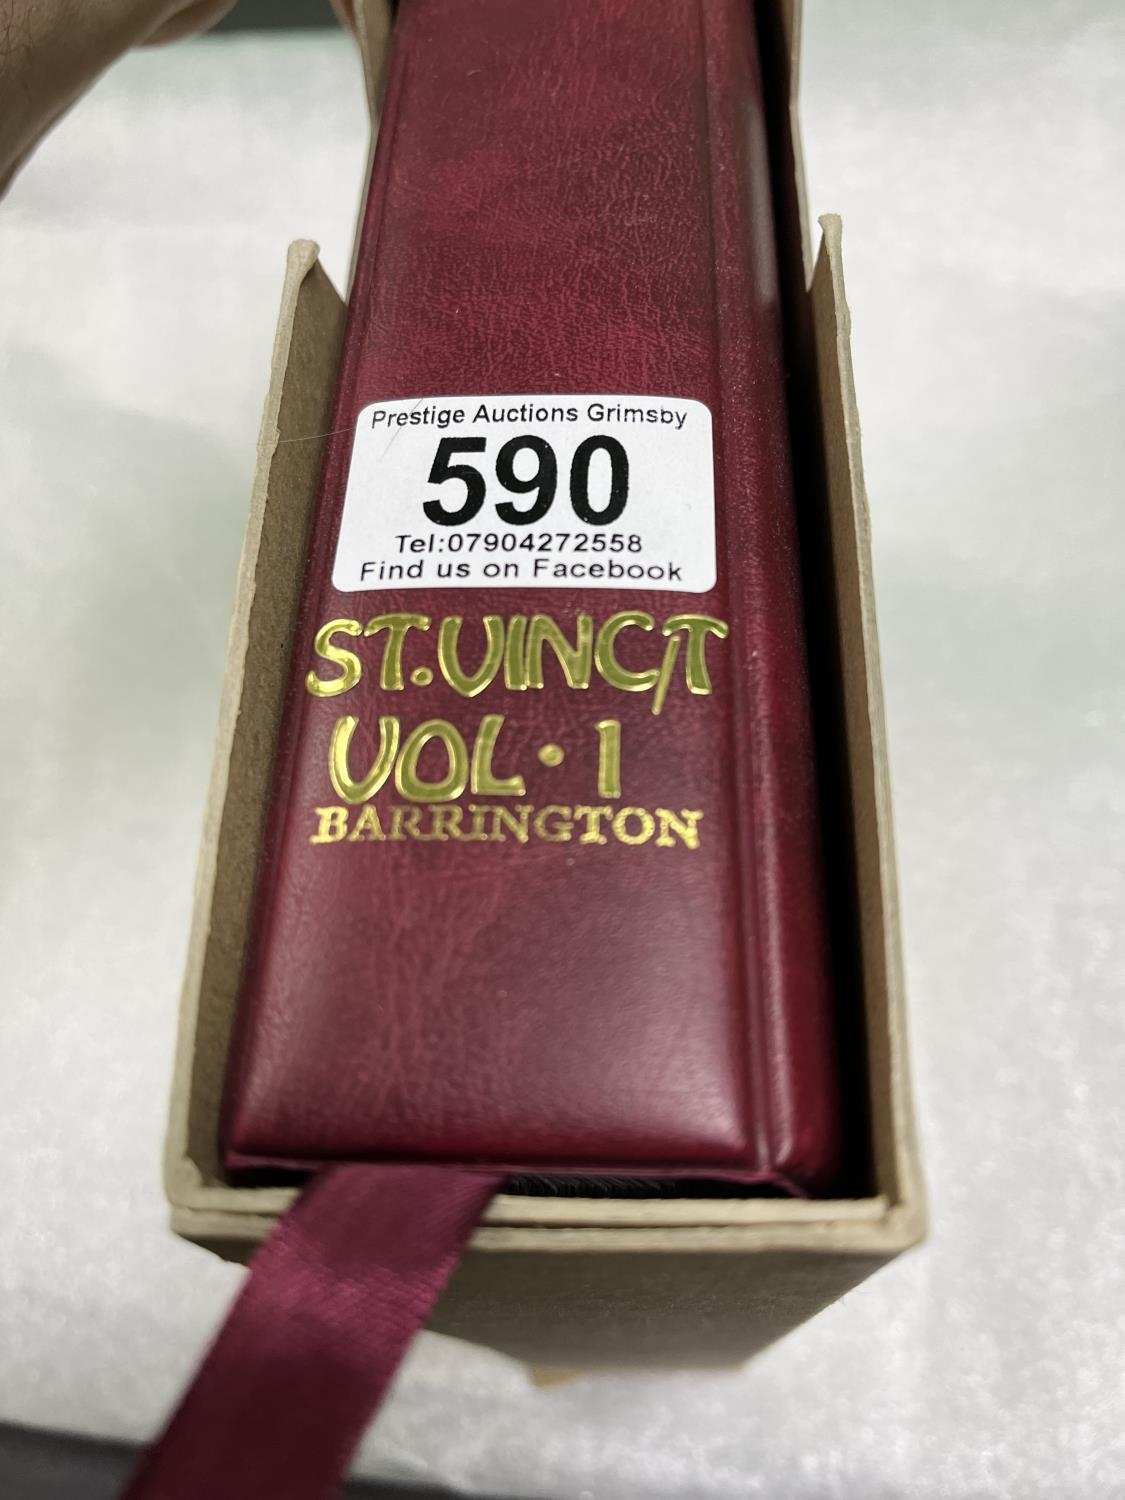 Prestige Auctions Grimsby
590
Tel:07904272558
Find us on Facebook
ST.VINC/T
VOL·1
BARRINGTON